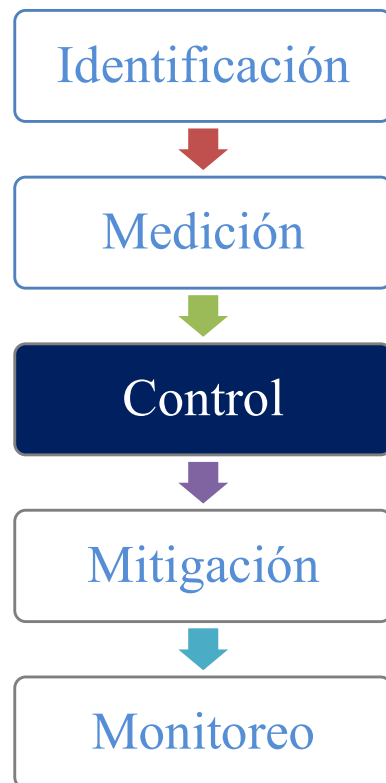 Identificación
Medición
Control
Mitigación
Monitoreo